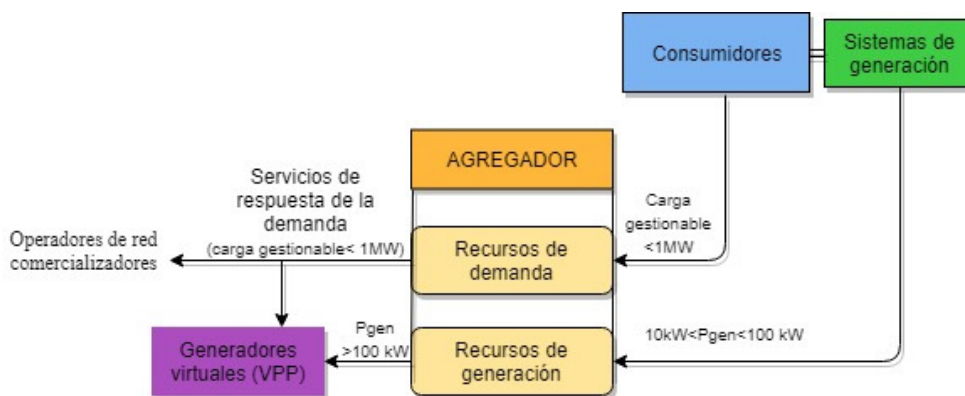 Consumidores
Sistemas de
generación
AGREGADOR
Servicios de
respuesta de la
demanda
(carga gestionable< 1MW)
Carga
gestionable
<1MW
Operadores de red
comercializadores
Recursos de
demanda
Pgen
>100 kW
10kW<Pgen<100 kW
Generadores
virtuales (VPP)
Recursos de
generación